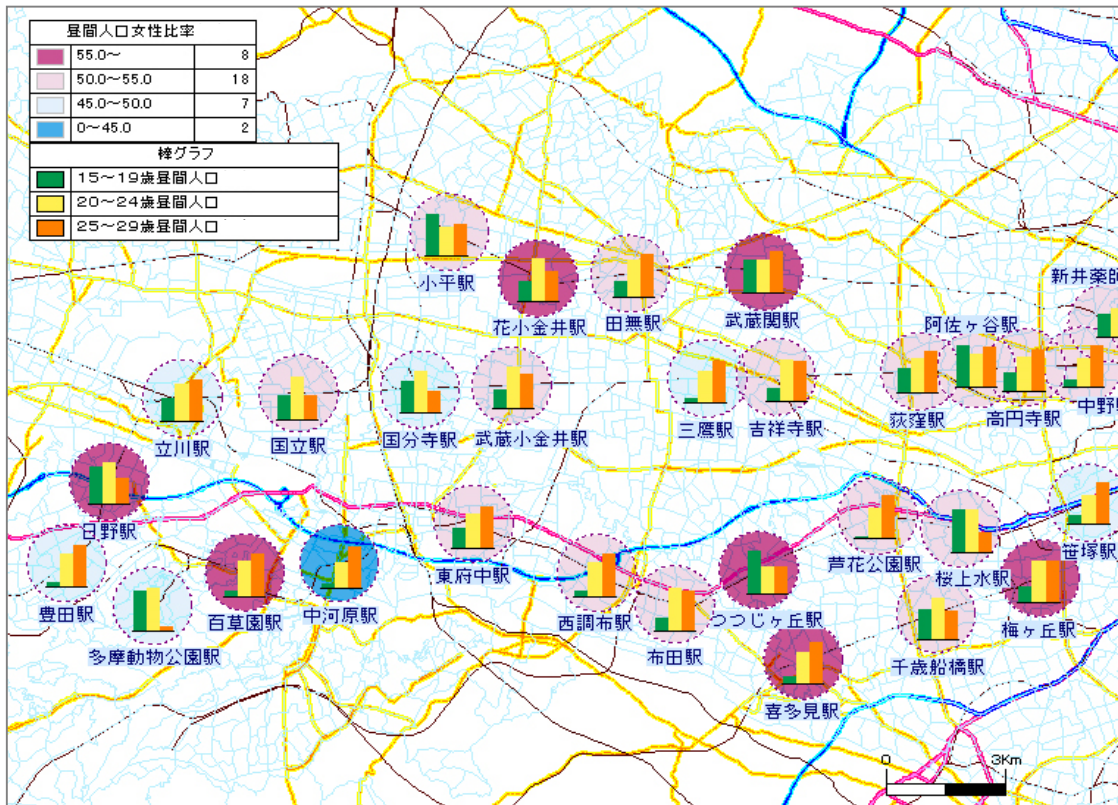 昼間人口女性比率
55.0～ 8
50.0～55.0 18
45.0～50.0 7
0～45.0 2
棒グラフ
15～19歳昼間人口
20～24歳昼間人口
25～29歳昼間人口
小平駅
花小金井駅
田無駅
武蔵関駅
新井薬師
阿佐ヶ谷駅
立川駅
国立駅
国分寺駅
武蔵小金井駅
三鷹駅
吉祥寺駅
荻窪駅
高円寺駅
中野駅
日野駅
東府中駅
芦花公園駅
笹塚駅
豊田駅
百草園駅
中河原駅
西調布駅
つつじヶ丘駅
桜上水駅
梅ヶ丘駅
多摩動物公園駅
布田駅
千歳船橋駅
喜多見駅
0 3Km